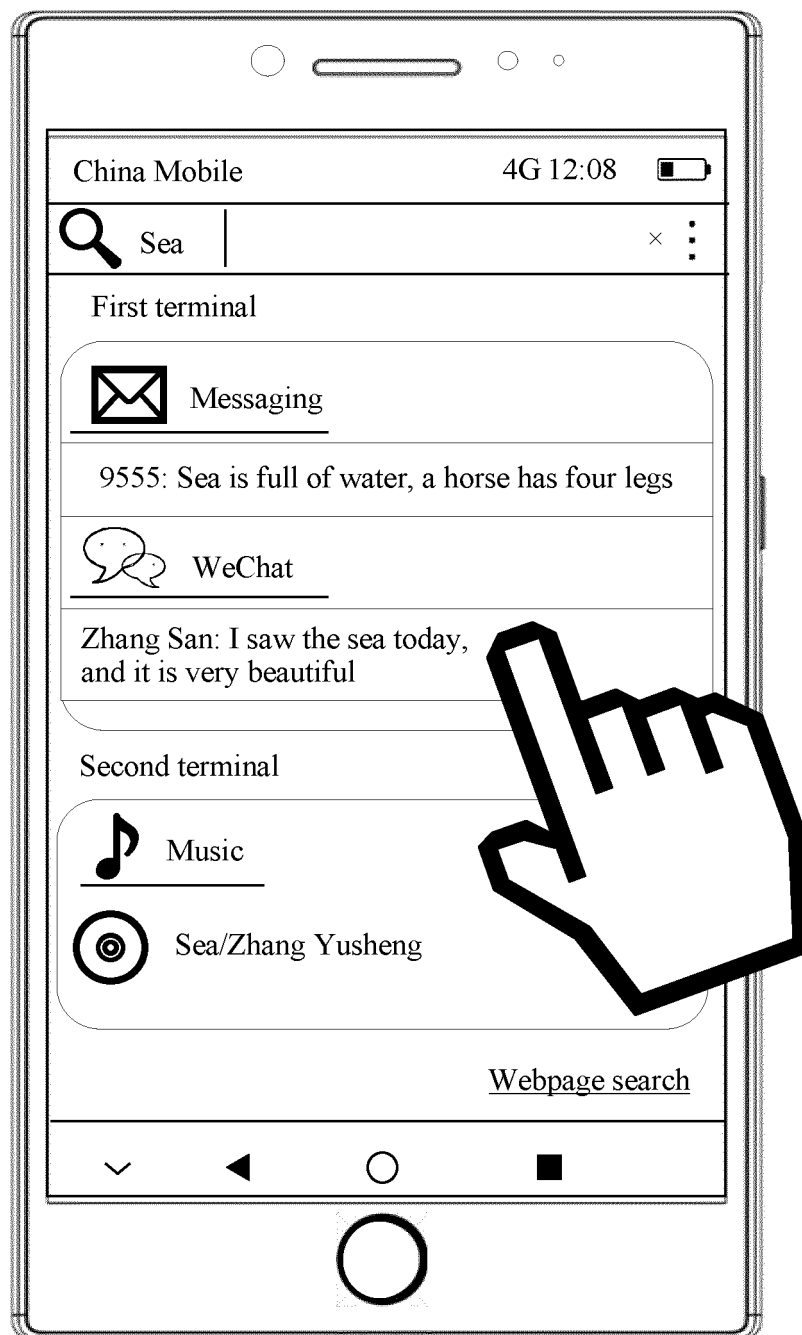 China Mobile 4G 12:08
Sea ×
First terminal
Messaging
9555: Sea is full of water, a horse has four legs
WeChat
Zhang San: I saw the sea today,
and it is very beautiful
Second terminal
Music
Sea/Zhang Yusheng
Webpage search